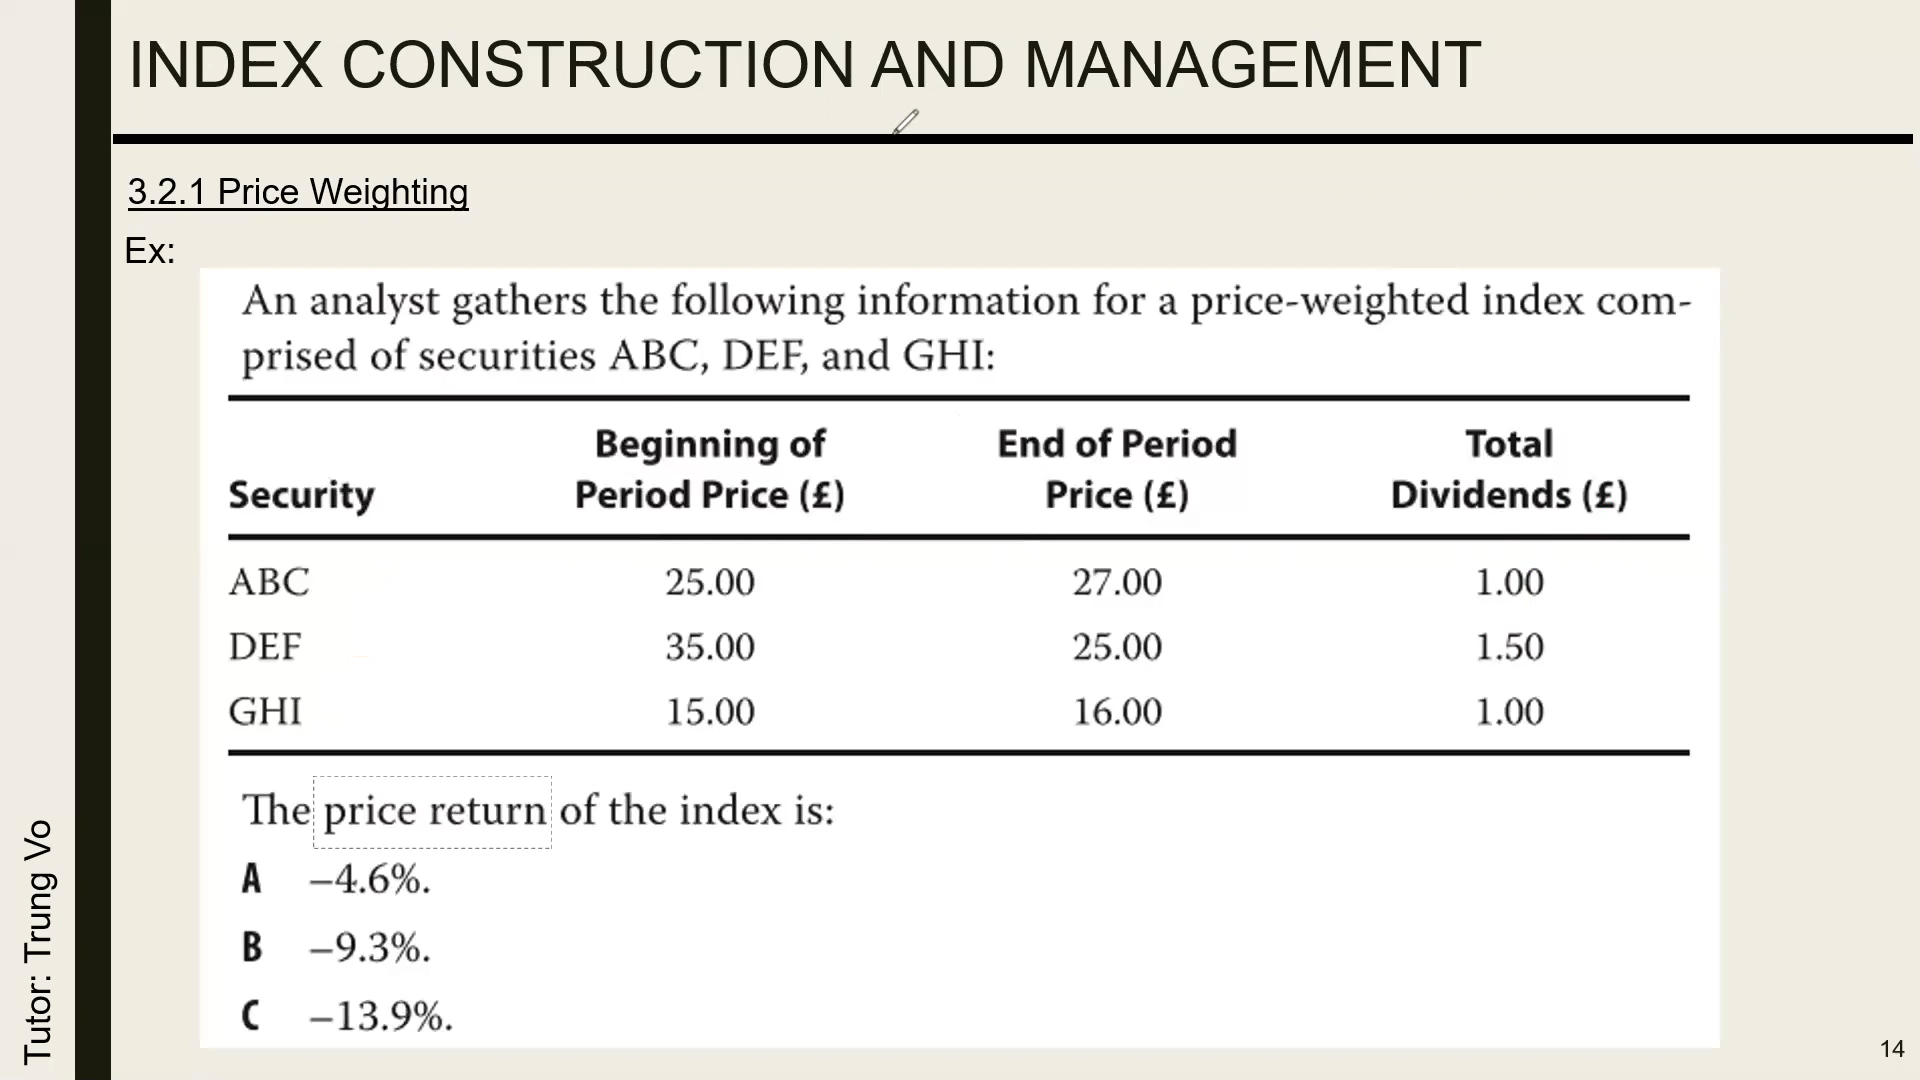 INDEX CONSTRUCTION AND MANAGEMENT
3.2.1 Price Weighting
Ex:
An analyst gathers the following information for a price-weighted index com-
prised of securities ABC, DEF, and GHI:
Security Beginning of Period Price (£) End of Period Price (£) Total Dividends (£)
ABC 25.00 27.00 1.00
DEF 35.00 25.00 1.50
GHI 15.00 16.00 1.00
The price return of the index is:
A –4.6%.
B –9.3%.
C –13.9%.
Tutor: Trung Vo
14